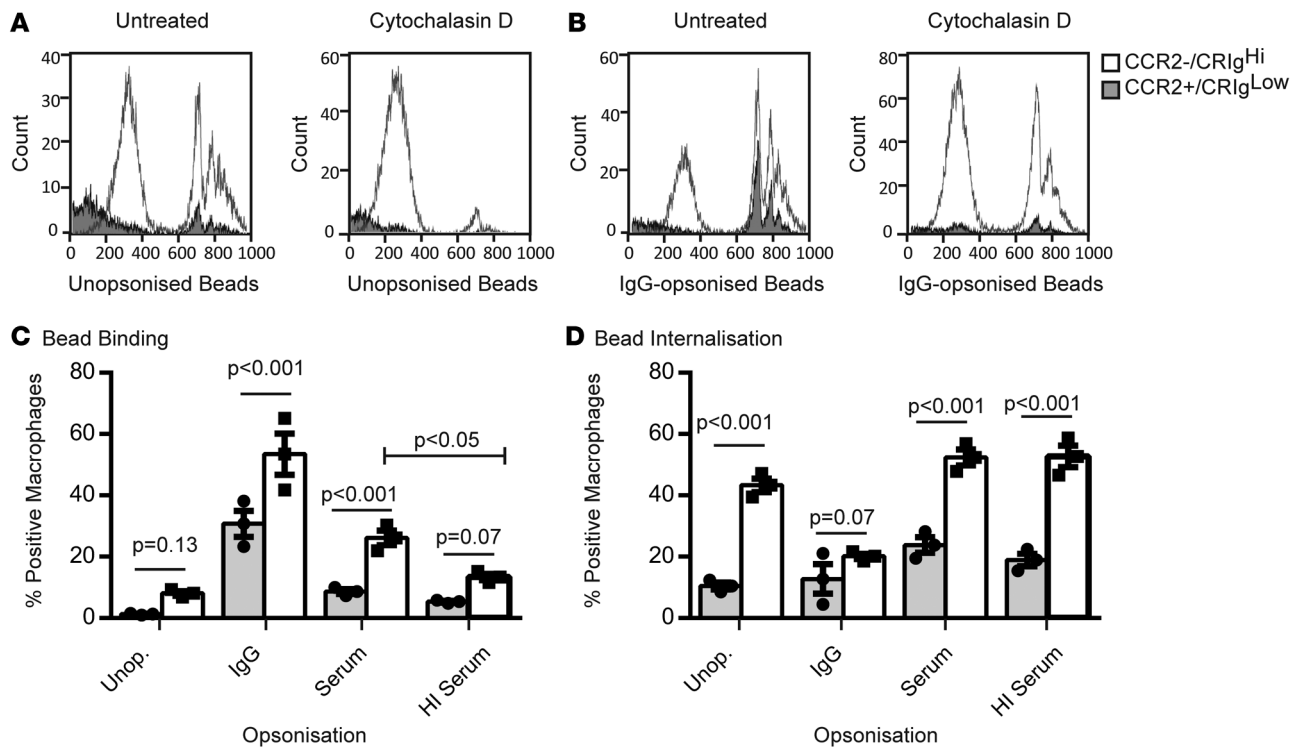 A
Untreated
Cytochalasin D
Count
40
30
20
10
0
0 200 400 600 800 1000
Unopsonised Beads
Count
60
40
20
0
0 200 400 600 800 1000
Unopsonised Beads
B
Untreated
Cytochalasin D
Count
60
40
20
0
0 200 400 600 800 1000
IgG-opsonised Beads
Count
80
60
40
20
0
0 200 400 600 800 1000
IgG-opsonised Beads
CCR2-/CRIgHi
CCR2+/CRIgLow
C Bead Binding
% Positive Macrophages
80
60
40
20
0
p=0.13
p<0.001
p<0.001
p<0.05
p=0.07
Unop.
IgG
Serum
HI Serum
Opsonisation
D Bead Internalisation
% Positive Macrophages
80
60
40
20
0
p<0.001
p=0.07
p<0.001
p<0.001
Unop.
IgG
Serum
HI Serum
Opsonisation